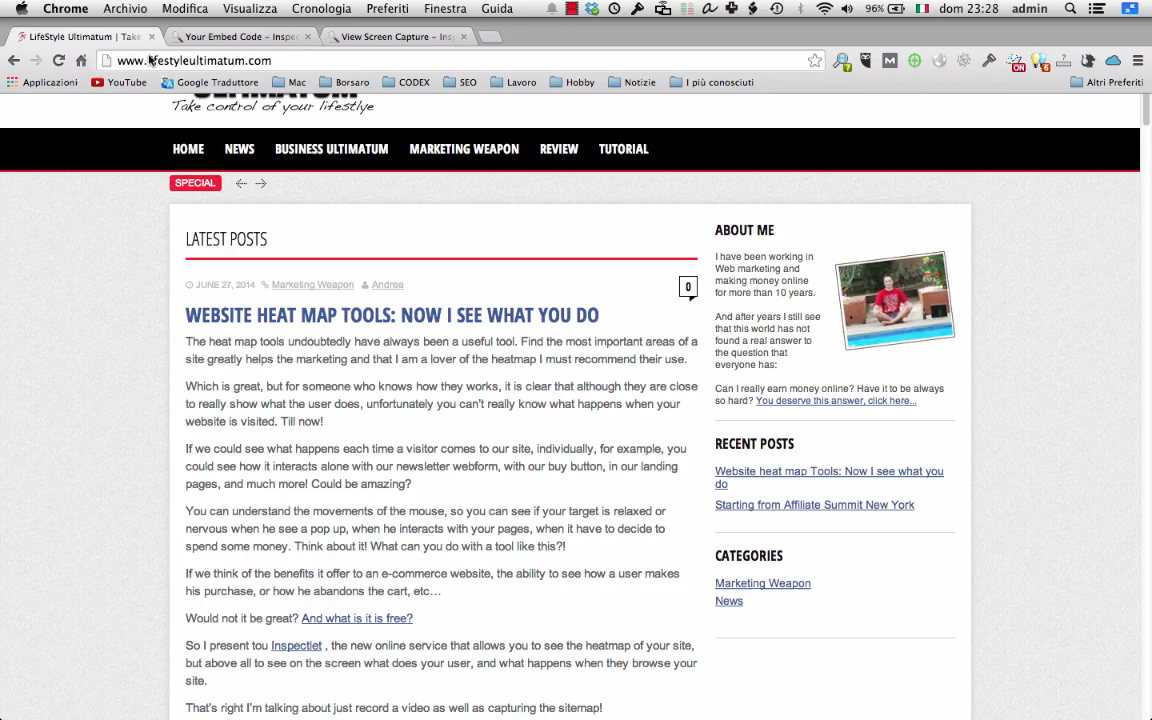 Chrome Archivio Modifica Visualizza Cronologia Preferiti Finestra Guida 96% dom 23:28 admin
LifeStyle Ultimatum | Take Your Embed Code – Inspec View Screen Capture – Insp
www.lifestyleultimatum.com
Applicazioni YouTube Google Traduttore Mac Borsaro CODEX SEO Lavoro Hobby Notizie I più conosciuti Altri Preferiti
ULTIMATUM
Take control of your lifestlye
HOME NEWS BUSINESS ULTIMATUM MARKETING WEAPON REVIEW TUTORIAL
SPECIAL
LATEST POSTS
JUNE 27, 2014 Marketing Weapon Andrea
0
WEBSITE HEAT MAP TOOLS: NOW I SEE WHAT YOU DO
The heat map tools undoubtedly have always been a useful tool. Find the most important areas of a
site greatly helps the marketing and that I am a lover of the heatmap I must recommend their use.
Which is great, but for someone who knows how they works, it is clear that although they are close
to really show what the user does, unfortunately you can't really know what happens when your
website is visited. Till now!
If we could see what happens each time a visitor comes to our site, individually, for example, you
could see how it interacts alone with our newsletter webform, with our buy button, in our landing
pages, and much more! Could be amazing?
You can understand the movements of the mouse, so you can see if your target is relaxed or
nervous when he see a pop up, when he interacts with your pages, when it have to decide to
spend some money. Think about it! What can you do with a tool like this?!
If we think of the benefits it offer to an e-commerce website, the ability to see how a user makes
his purchase, or how he abandons the cart, etc…
Would not it be great? And what is it is free?
So I present tou Inspectlet , the new online service that allows you to see the heatmap of your site,
but above all to see on the screen what does your user, and what happens when they browse your
site.
That's right I'm talking about just record a video as well as capturing the sitemap!
ABOUT ME
I have been working in
Web marketing and
making money online
for more than 10 years.
And after years I still see
that this world has not
found a real answer to
the question that
everyone has:
Can I really earn money online? Have it to be always
so hard? You deserve this answer, click here...
RECENT POSTS
Website heat map Tools: Now I see what you
do
Starting from Affiliate Summit New York
CATEGORIES
Marketing Weapon
News